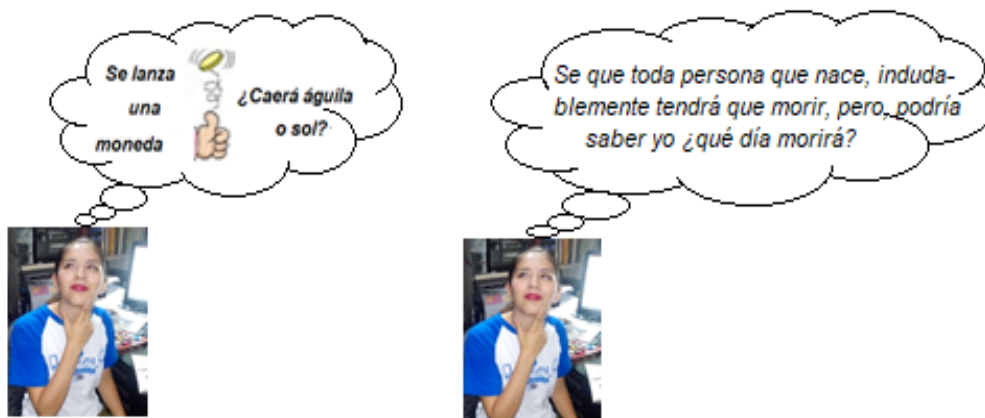 Se lanza
una
moneda
¿Caerá águila
o sol?
Se que toda persona que nace, induda-
blemente tendrá que morir, pero, podría
saber yo ¿qué día morirá?